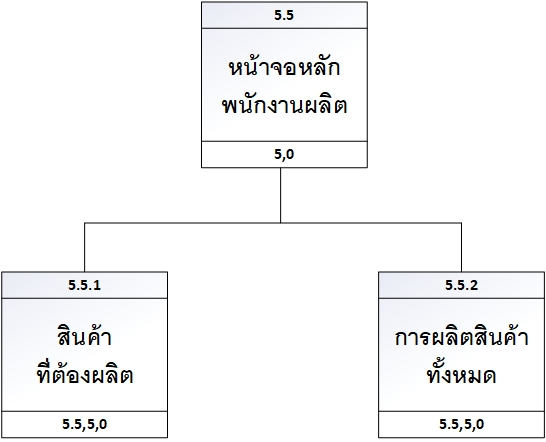 5.5
หน้าจอหลัก
พนักงานผลิต
5,0
5.5.1
สินค้า
ที่ต้องผลิต
5.5,5,0
5.5.2
การผลิตสินค้า
ทั้งหมด
5.5,5,0